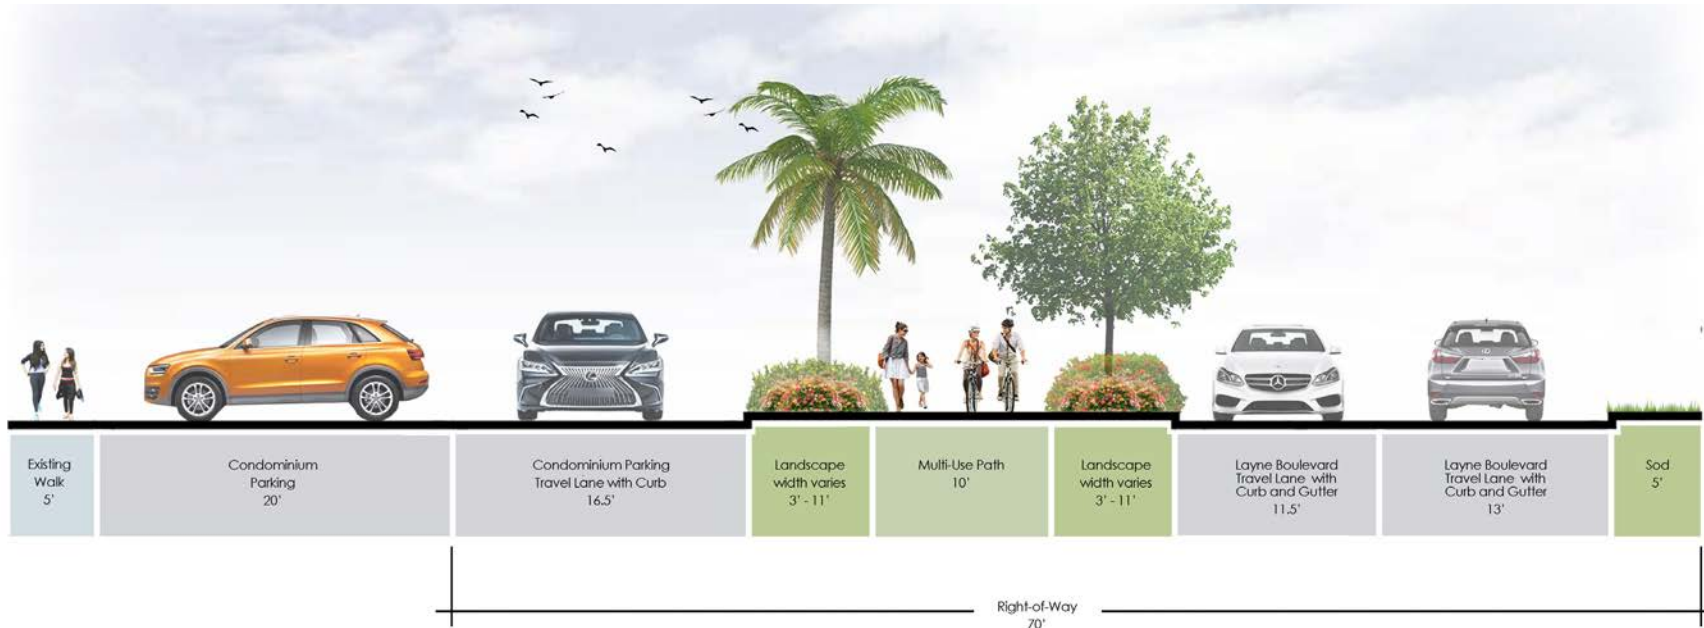 Existing
Walk
5'
Condominium
Parking
20'
Condominium Parking
Travel Lane with Curb
16.5'
Landscape
width varies
3' - 11'
Multi-Use Path
10'
Landscape
width varies
3' - 11'
Layne Boulevard
Travel Lane with
Curb and Gutter
11.5'
Layne Boulevard
Travel Lane with
Curb and Gutter
13'
Sod
5'
Right-of-Way
70'